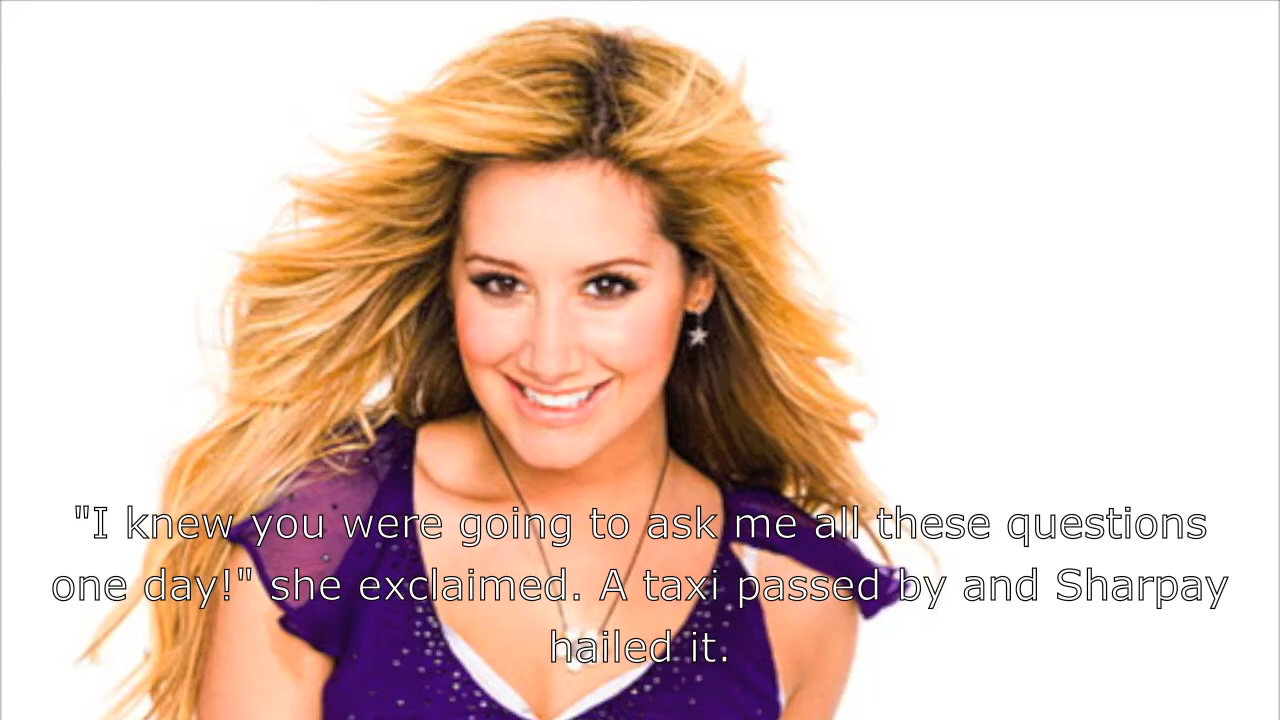 "I knew you were going to ask me all these questions
one day!" she exclaimed. A taxi passed by and Sharpay
hailed it.